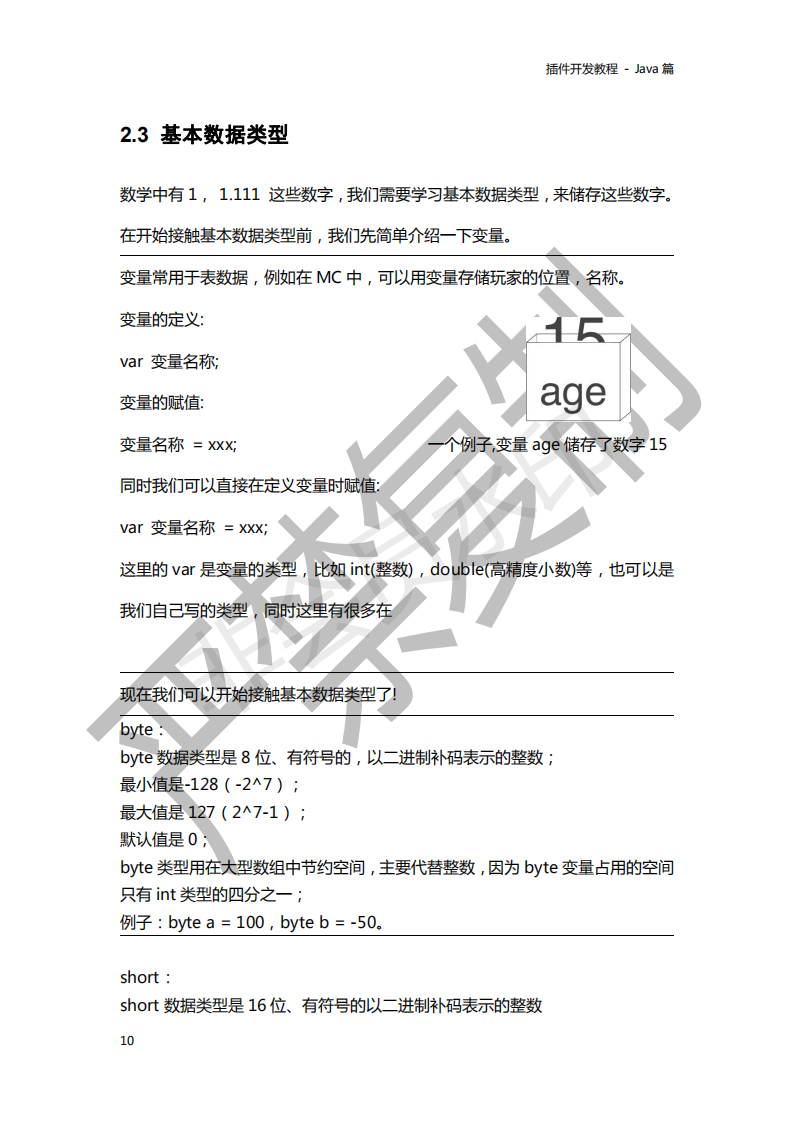 插件开发教程 - Java 篇
2.3 基本数据类型
数学中有 1， 1.111 这些数字，我们需要学习基本数据类型，来储存这些数字。
在开始接触基本数据类型前，我们先简单介绍一下变量。
变量常用于表数据，例如在 MC 中，可以用变量存储玩家的位置，名称。
变量的定义:
var 变量名称;
变量的赋值:
15
age
变量名称 = xxx;
一个例子,变量 age 储存了数字 15
同时我们可以直接在定义变量时赋值:
var 变量名称 = xxx;
这里的 var 是变量的类型，比如 int(整数)，double(高精度小数)等，也可以是
我们自己写的类型，同时这里有很多在
现在我们可以开始接触基本数据类型了!
byte：
byte 数据类型是 8 位、有符号的，以二进制补码表示的整数；
最小值是-128（-2^7）；
最大值是 127（2^7-1）；
默认值是 0；
byte 类型用在大型数组中节约空间，主要代替整数，因为 byte 变量占用的空间
只有 int 类型的四分之一；
例子：byte a = 100，byte b = -50。
short：
short 数据类型是 16 位、有符号的以二进制补码表示的整数
10
严禁复制
非会员水印